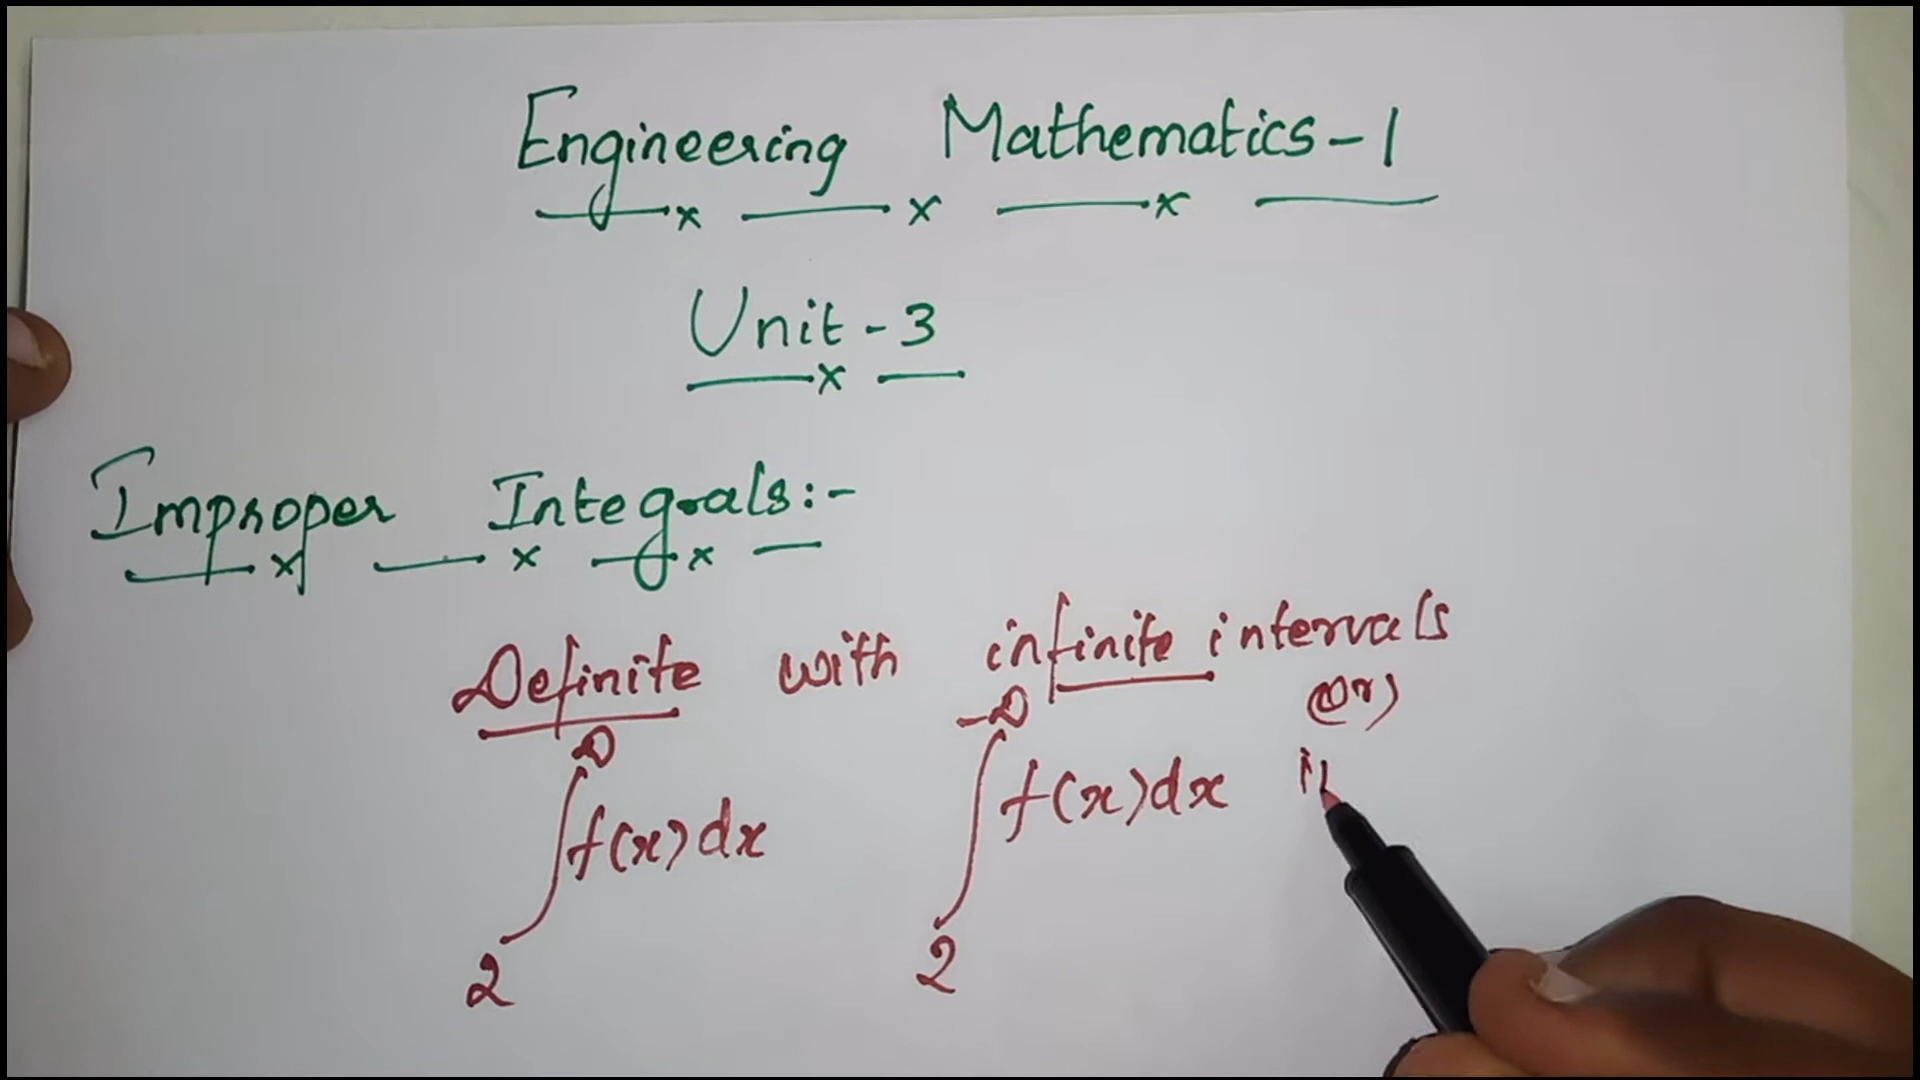 Engineering Mathematics-1
Unit-3
Improper Integrals:-
Definite with infinite intervals
(or)
∞
∫ f(x)dx
2
-∞
∫ f(x)dx
2